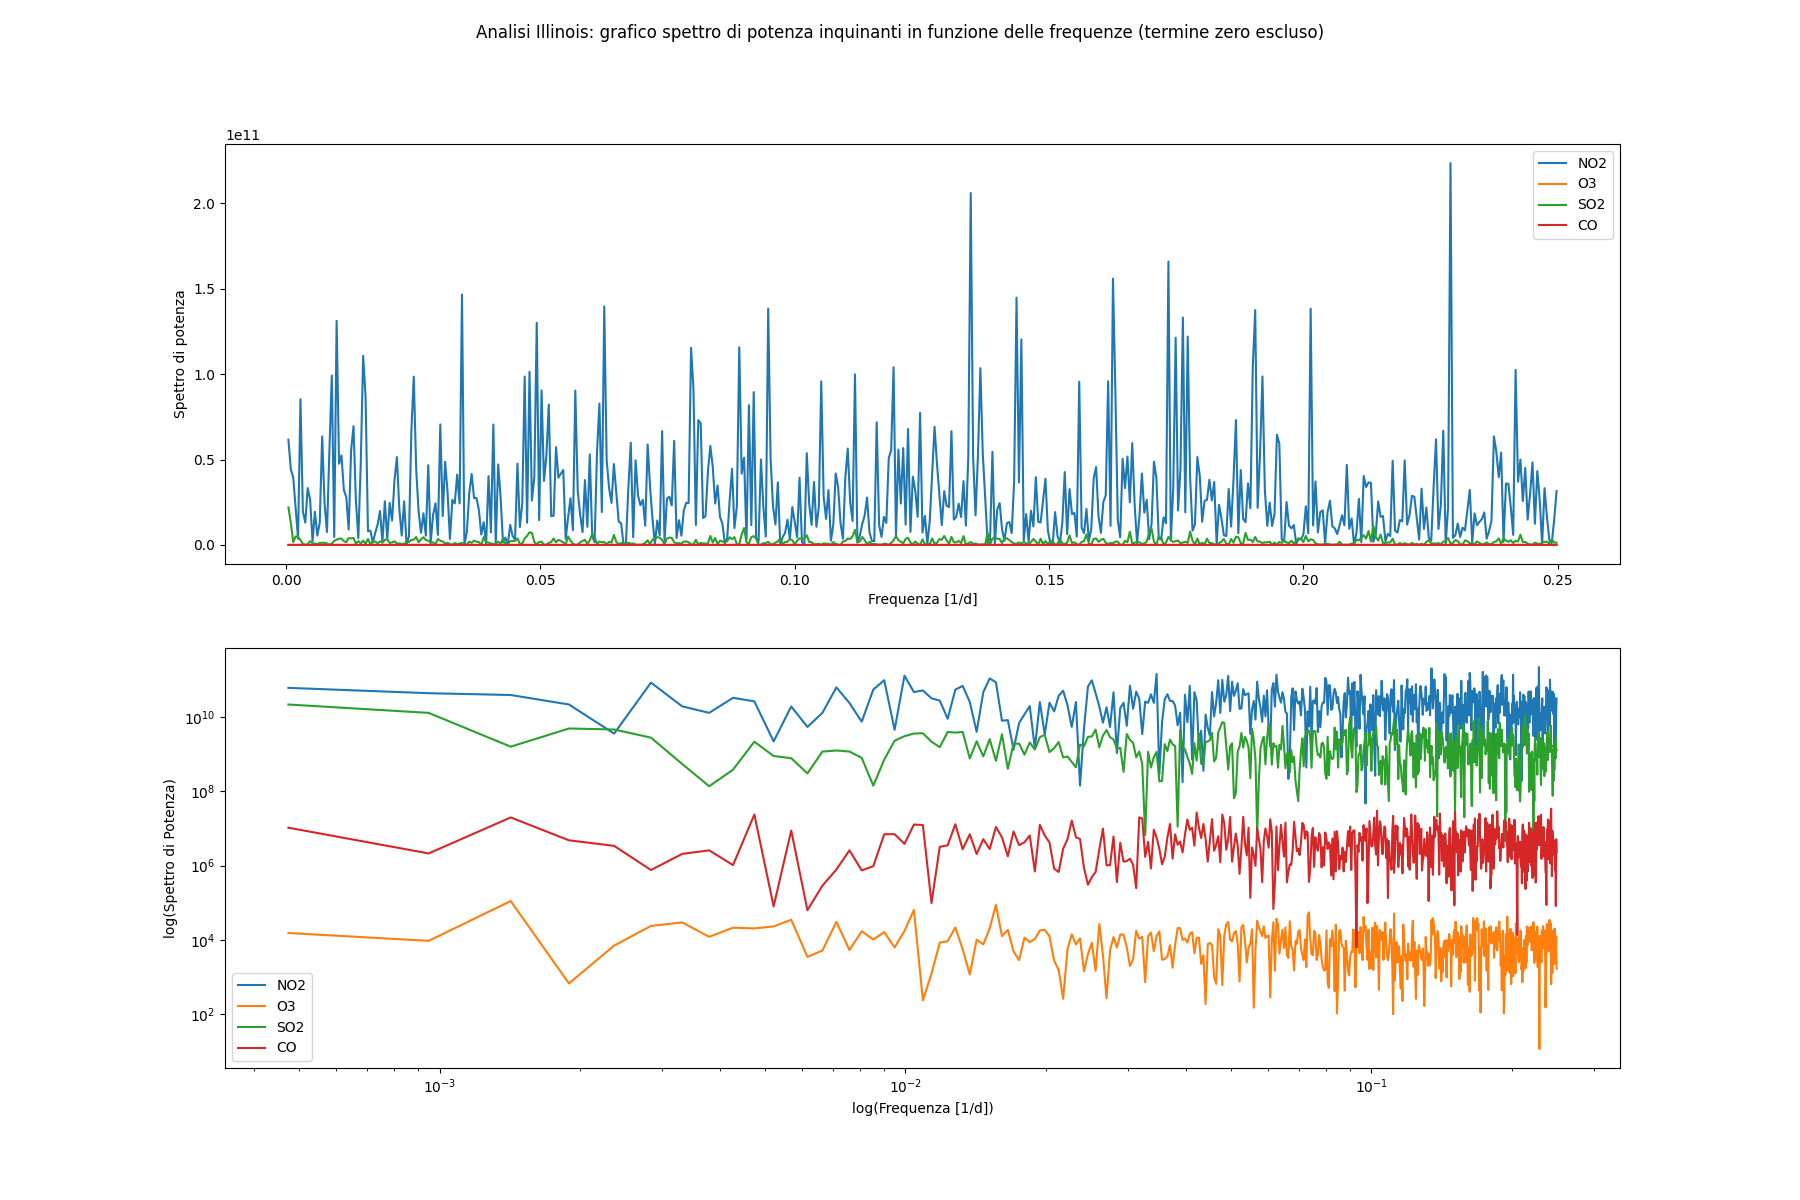 Analisi Illinois: grafico spettro di potenza inquinanti in funzione delle frequenze (termine zero escluso)
1e11
2.0
1.5
1.0
0.5
0.0
Spettro di potenza
NO2
O3
SO2
CO
0.00 0.05 0.10 0.15 0.20 0.25
Frequenza [1/d]
10^10
10^8
10^6
10^4
10^2
log(Spettro di Potenza)
NO2
O3
SO2
CO
10^-3 10^-2 10^-1
log(Frequenza [1/d])